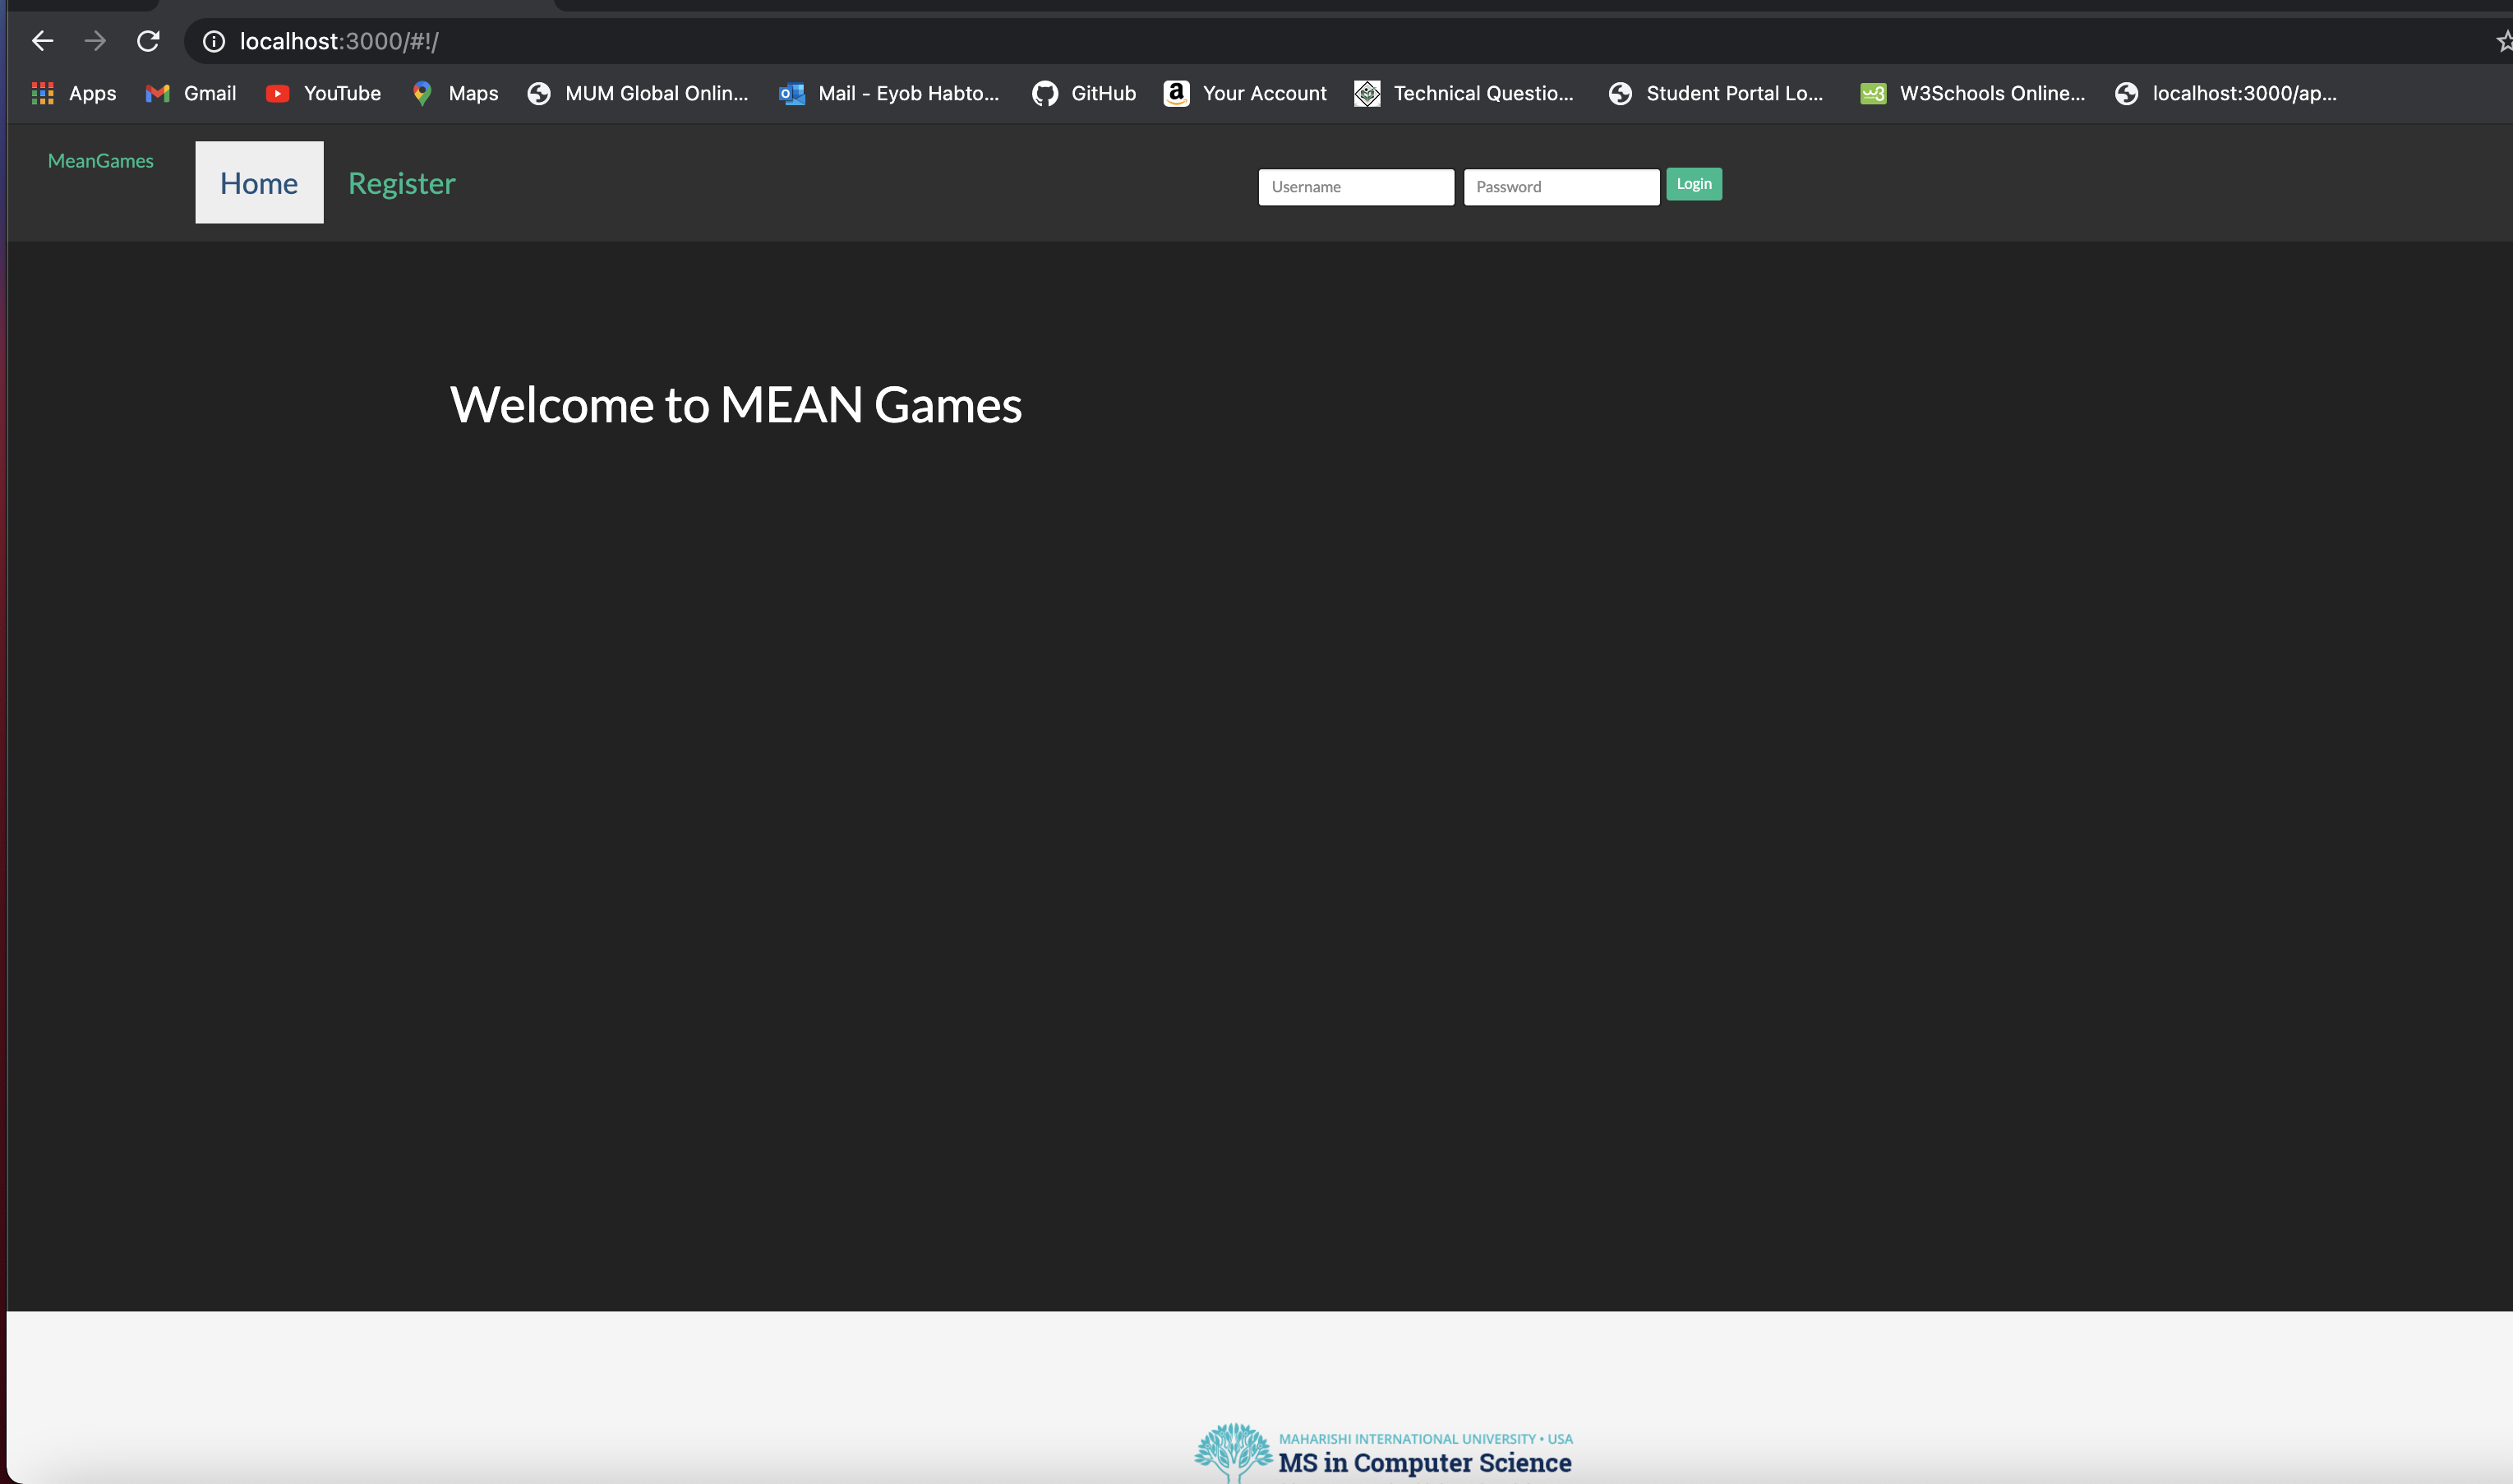 localhost:3000/#!/
Apps Gmail YouTube Maps MUM Global Onlin... Mail - Eyob Habto... GitHub Your Account Technical Questio... Student Portal Lo... W3Schools Online... localhost:3000/ap...
MeanGames Home Register Username Password Login
Welcome to MEAN Games
MAHARISHI INTERNATIONAL UNIVERSITY • USA
MS in Computer Science